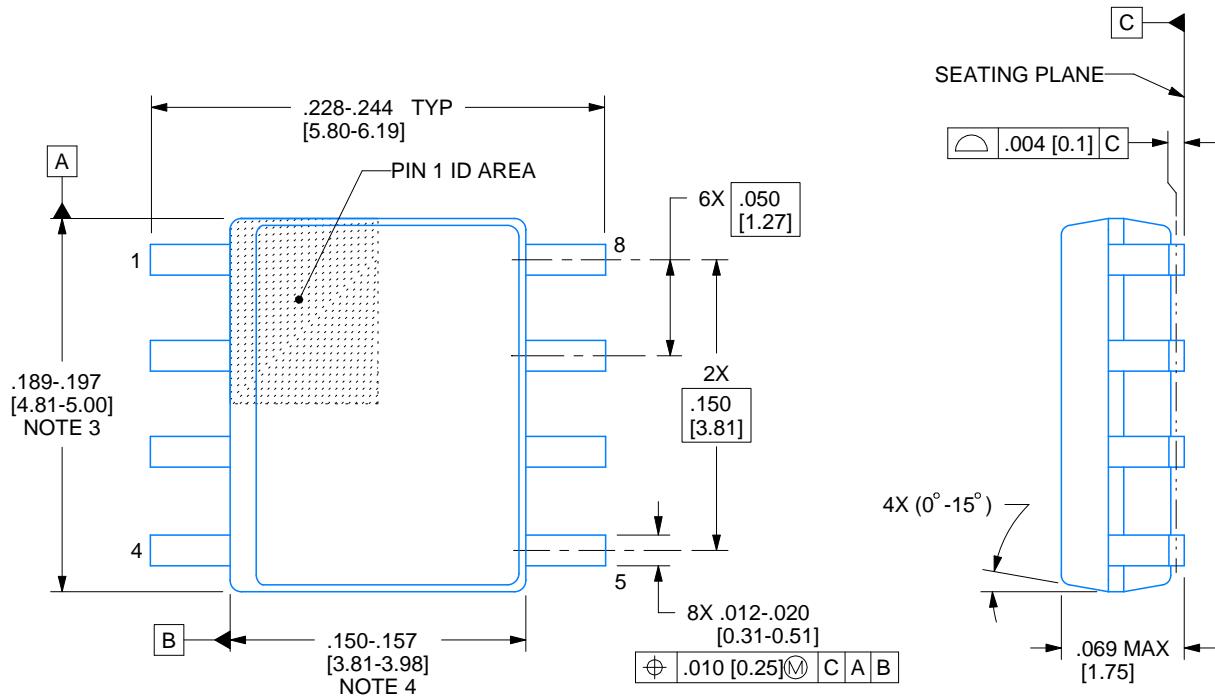 C
SEATING PLANE
.004 [0.1] C
.228-.244 TYP
[5.80-6.19]
A
PIN 1 ID AREA
6X .050
[1.27]
1
8
.189-.197
[4.81-5.00]
NOTE 3
2X
.150
[3.81]
4X (0°-15°)
4
5
8X .012-.020
[0.31-0.51]
.010 [0.25] Ⓜ C A B
B
.150-.157
[3.81-3.98]
NOTE 4
.069 MAX
[1.75]